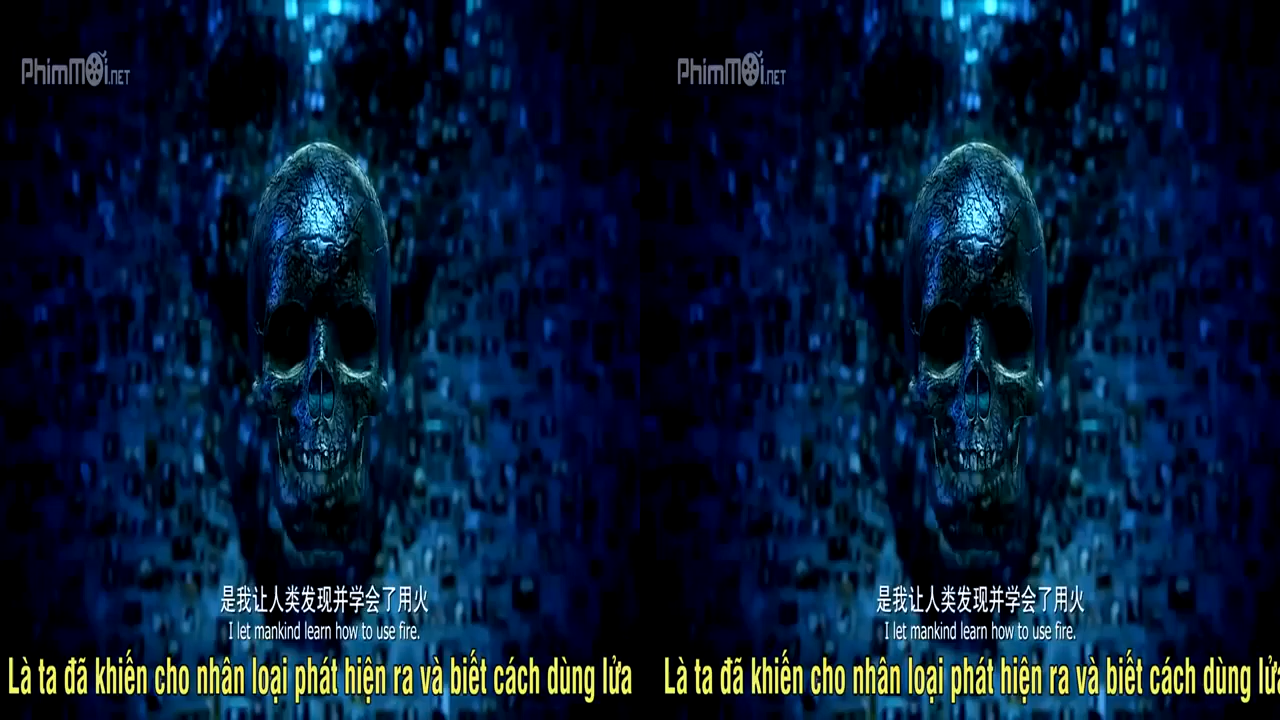 PhimMỗi.NET
PhimMỗi.NET
是我让人类发现并学会了用火
I let mankind learn how to use fire.
Là ta đã khiến cho nhân loại phát hiện ra và biết cách dùng lửa
是我让人类发现并学会了用火
I let mankind learn how to use fire.
Là ta đã khiến cho nhân loại phát hiện ra và biết cách dùng lửa